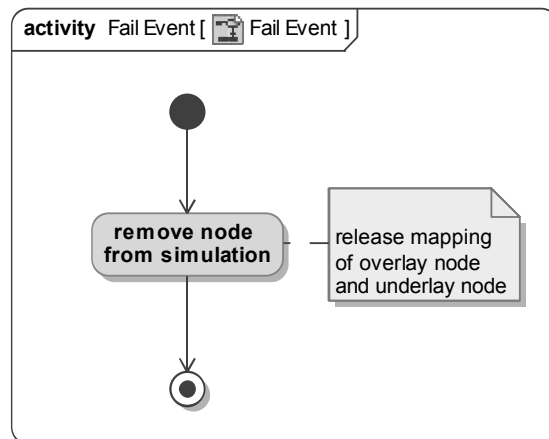 activity Fail Event [ Fail Event ]
remove node
from simulation
release mapping
of overlay node
and underlay node